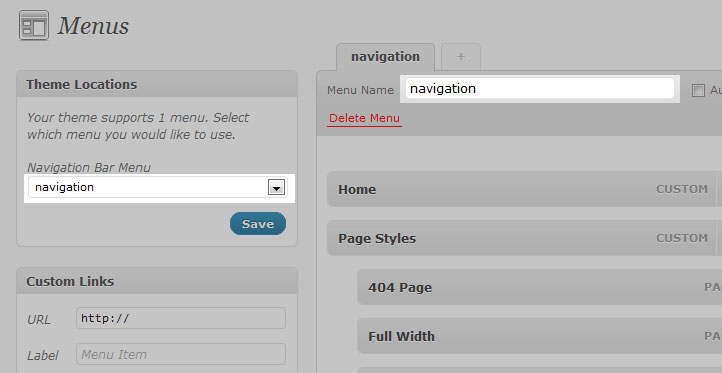 Menus
Theme Locations
Your theme supports 1 menu. Select
which menu you would like to use.
Navigation Bar Menu
navigation
Save
Custom Links
URL http://
Label Menu Item
navigation +
Menu Name navigation Au
Delete Menu
Home CUSTOM
Page Styles CUSTOM
404 Page PA
Full Width PA